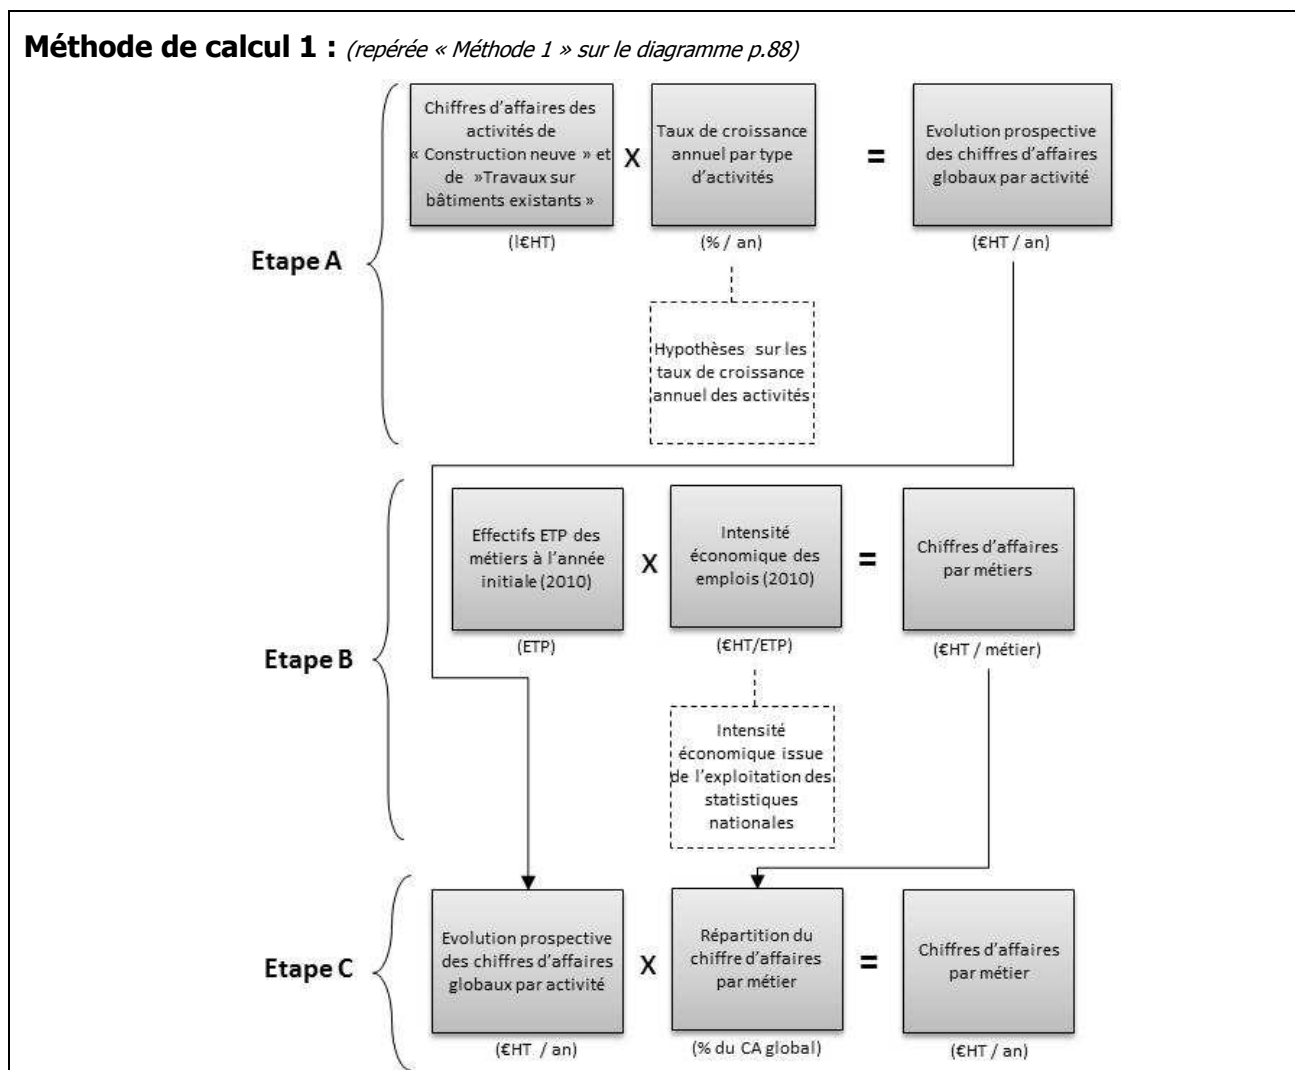 Méthode de calcul 1 : (repérée « Méthode 1 » sur le diagramme p.88)
Chiffres d'affaires des
activités de
« Construction neuve » et
de »Travaux sur
bâtiments existants »
(l€HT)
X
Taux de croissance
annuel par type
d'activités
(% / an)
=
Evolution prospective
des chiffres d'affaires
globaux par activité
(€HT / an)
Etape A
Hypothèses sur les
taux de croissance
annuel des activités
Effectifs ETP des
métiers à l'année
initiale (2010)
(ETP)
X
Intensité
économique des
emplois (2010)
(€HT/ETP)
=
Chiffres d'affaires
par métiers
(€HT / métier)
Etape B
Intensité
économique issue
de l'exploitation des
statistiques
nationales
Etape C
Evolution prospective
des chiffres d'affaires
globaux par activité
(€HT / an)
X
Répartition du
chiffre d'affaires
par métier
(% du CA global)
=
Chiffres d'affaires
par métier
(€HT / an)